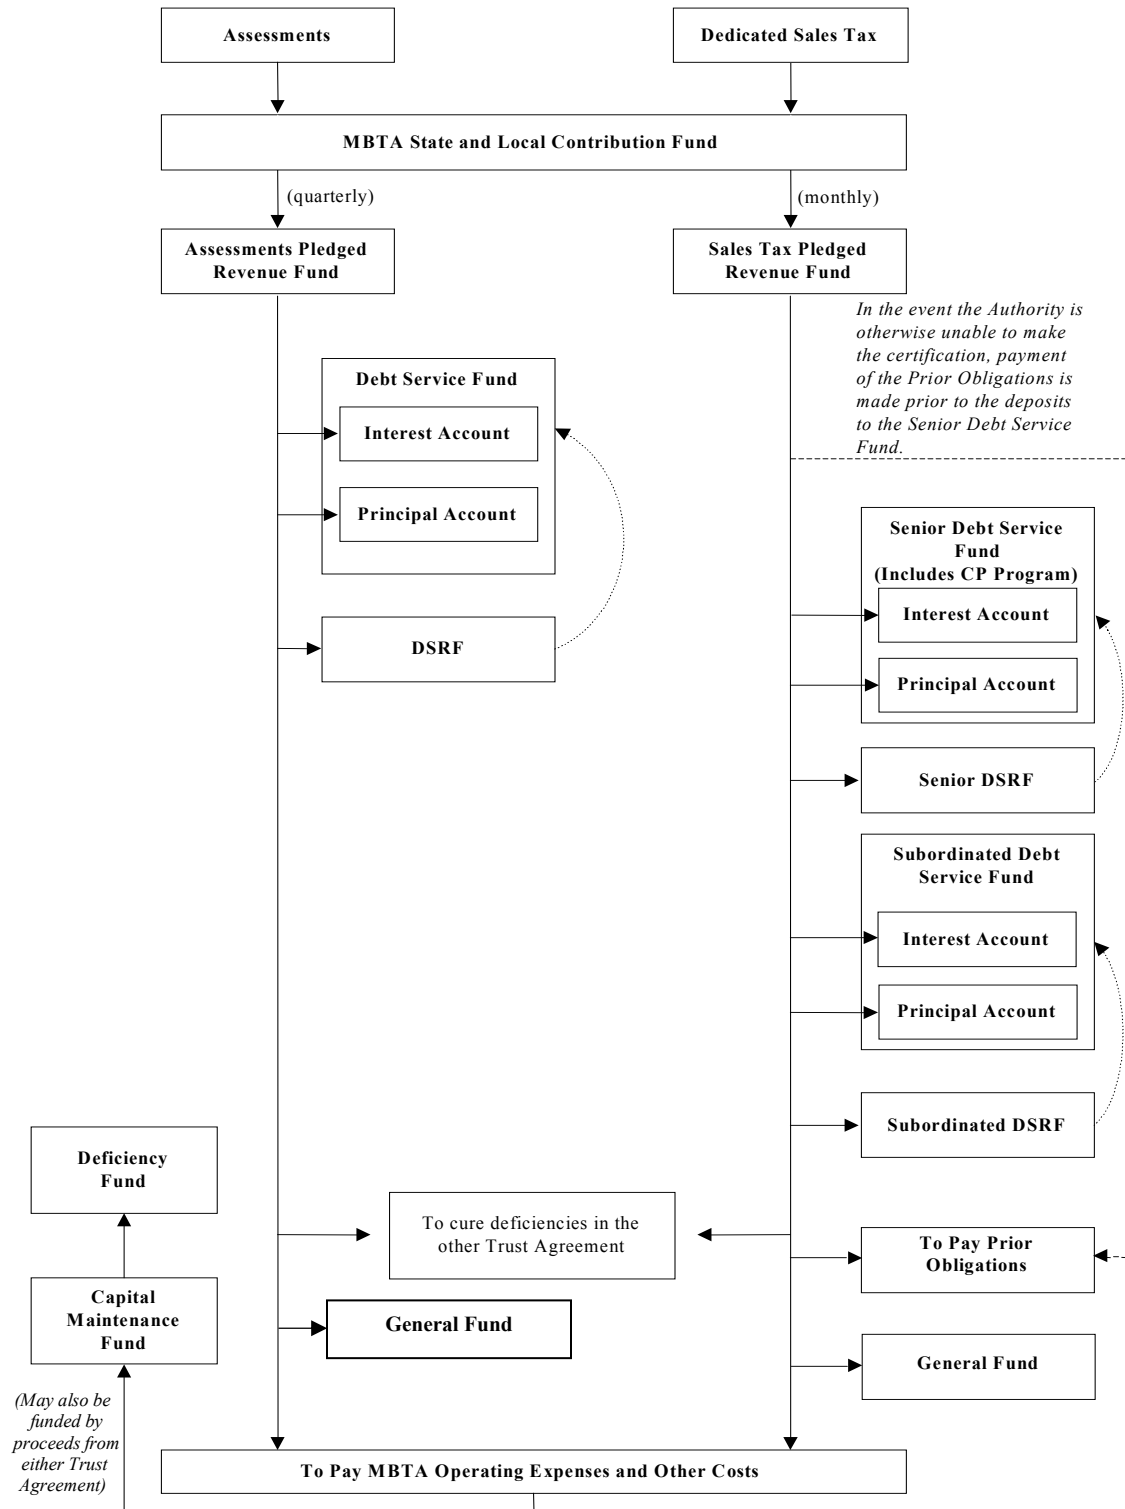 Assessments
Dedicated Sales Tax
MBTA State and Local Contribution Fund
(quarterly)
(monthly)
Assessments Pledged
Revenue Fund
Sales Tax Pledged
Revenue Fund
In the event the Authority is
otherwise unable to make
the certification, payment
of the Prior Obligations is
made prior to the deposits
to the Senior Debt Service
Fund.
Debt Service Fund
Interest Account
Principal Account
DSRF
Senior Debt Service
Fund
(Includes CP Program)
Interest Account
Principal Account
Senior DSRF
Subordinated Debt
Service Fund
Interest Account
Principal Account
Subordinated DSRF
Deficiency
Fund
To cure deficiencies in the
other Trust Agreement
To Pay Prior
Obligations
Capital
Maintenance
Fund
General Fund
General Fund
(May also be
funded by
proceeds from
either Trust
Agreement)
To Pay MBTA Operating Expenses and Other Costs